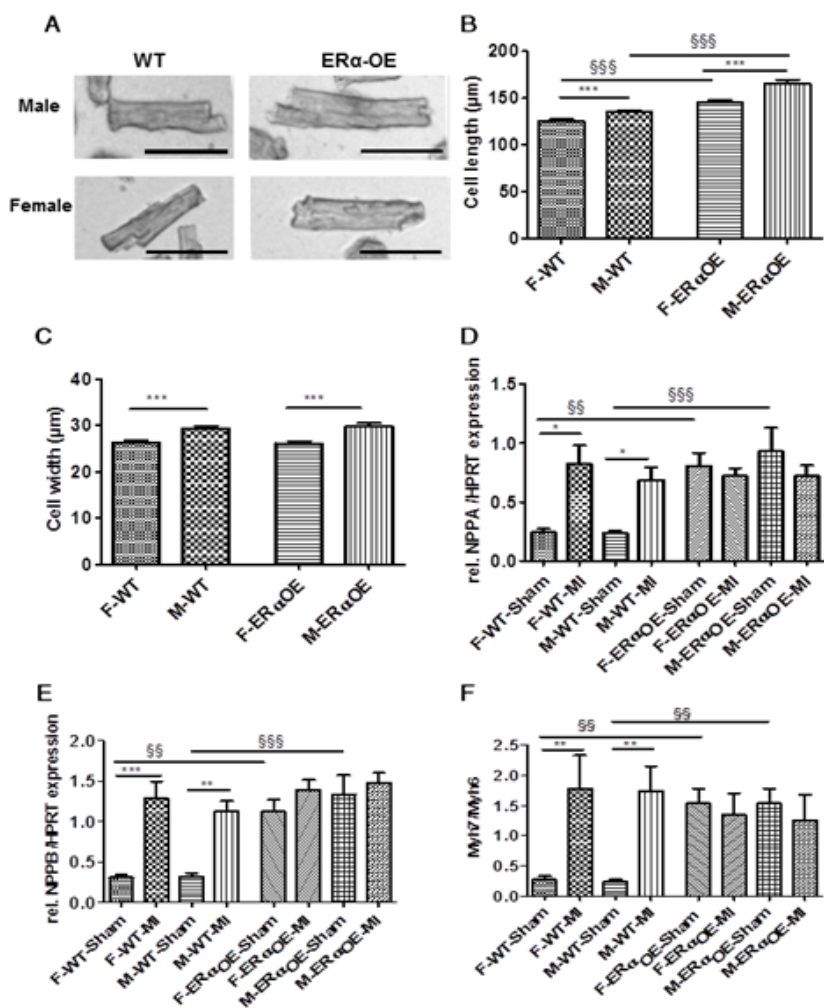 A
WT
ERα-OE
Male
Female
B
§§§
§§§
***
***
Cell length (µm)
200
150
100
50
0
F-WT
M-WT
F-ERαOE
M-ERαOE
C
***
***
Cell width (µm)
40
30
20
10
0
F-WT
M-WT
F-ERαOE
M-ERαOE
D
§§§
§§
*
*
rel. NPPA /HPRT expression
1.5
1.0
0.5
0.0
F-WT-Sham
F-WT-MI
M-WT-Sham
M-WT-MI
F-ERαOE-Sham
F-ERαOE-MI
M-ERαOE-Sham
M-ERαOE-MI
E
§§
§§§
***
**
rel. NPPB/HPRT expression
2.0
1.5
1.0
0.5
0.0
F-WT-Sham
F-WT-MI
M-WT-Sham
M-WT-MI
F-ERαOE-Sham
F-ERαOE-MI
M-ERαOE-Sham
M-ERαOE-MI
F
§§
§§
**
**
Myh7/Myh6
2.5
2.0
1.5
1.0
0.5
0.0
F-WT-Sham
F-WT-MI
M-WT-Sham
M-WT-MI
F-ERαOE-Sham
F-ERαOE-MI
M-ERαOE-Sham
M-ERαOE-MI